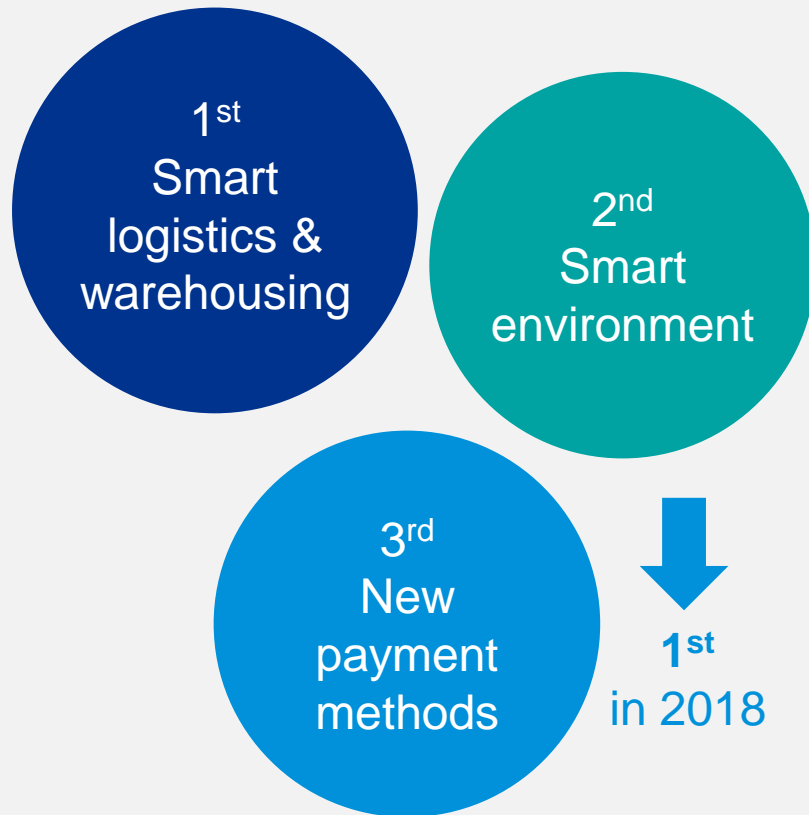 1st
Smart
logistics &
warehousing
2nd
Smart
environment
3rd
New
payment
methods
1st
in 2018